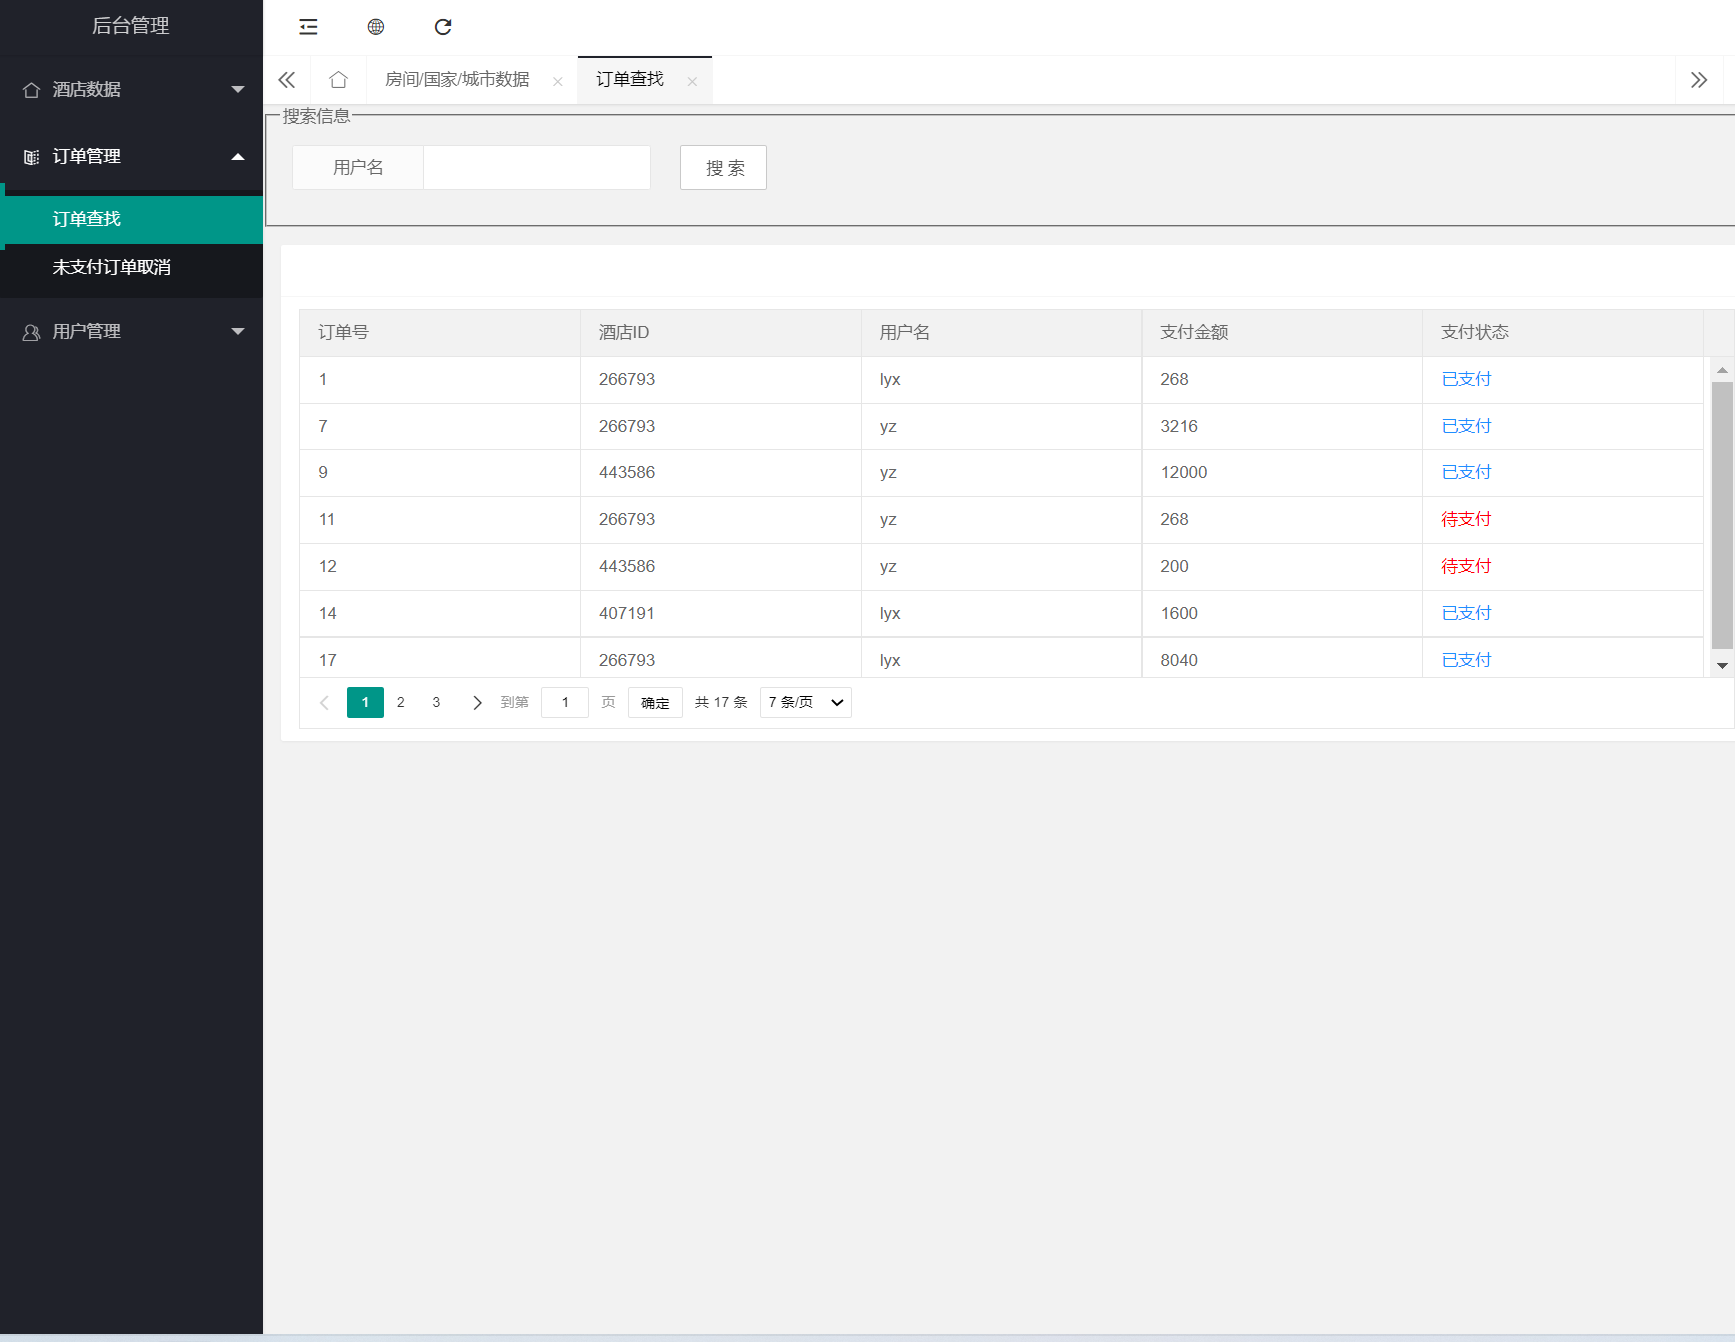 后台管理
酒店数据
订单管理
订单查找
未支付订单取消
用户管理
房间/国家/城市数据
订单查找
搜索信息
用户名
搜 索
订单号 酒店ID 用户名 支付金额 支付状态
1 266793 lyx 268 已支付
7 266793 yz 3216 已支付
9 443586 yz 12000 已支付
11 266793 yz 268 待支付
12 443586 yz 200 待支付
14 407191 lyx 1600 已支付
17 266793 lyx 8040 已支付
1 2 3 到第 1 页 确定 共 17 条 7 条/页